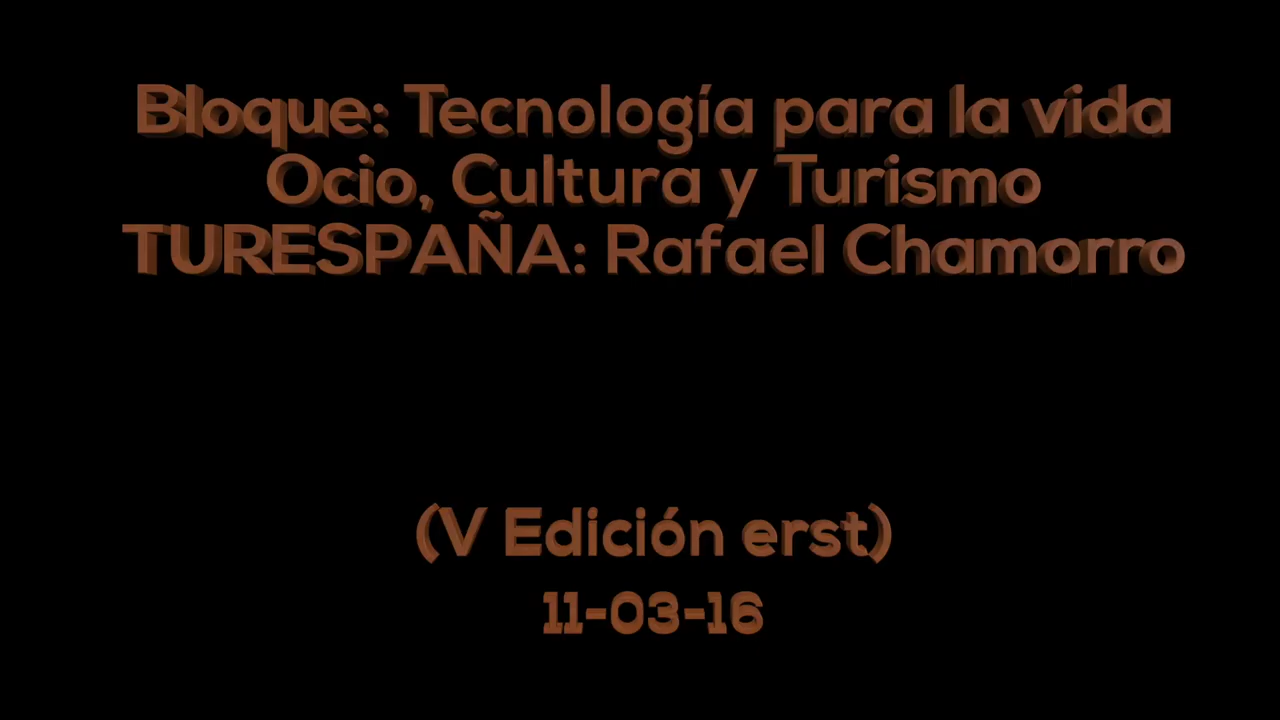 Bloque: Tecnología para la vida
Ocio, Cultura y Turismo
TURESPAÑA: Rafael Chamorro
(V Edición erst)
11-03-16